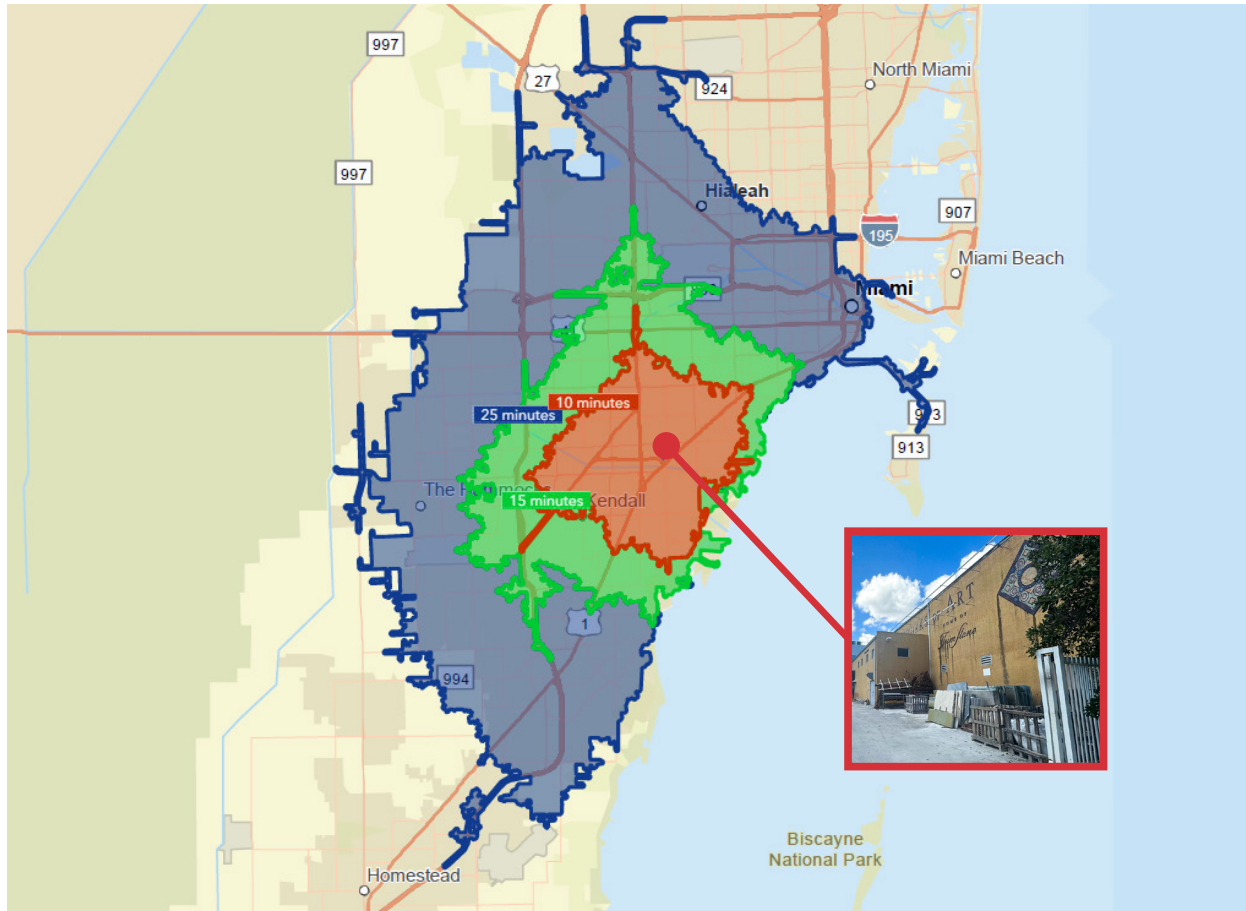 997
27
924
North Miami
997
Hialeah
907
195
Miami Beach
Miami
10 minutes
25 minutes
913
The Hammocks
15 minutes
Kendall
1
994
ART
Biscayne
National Park
Homestead